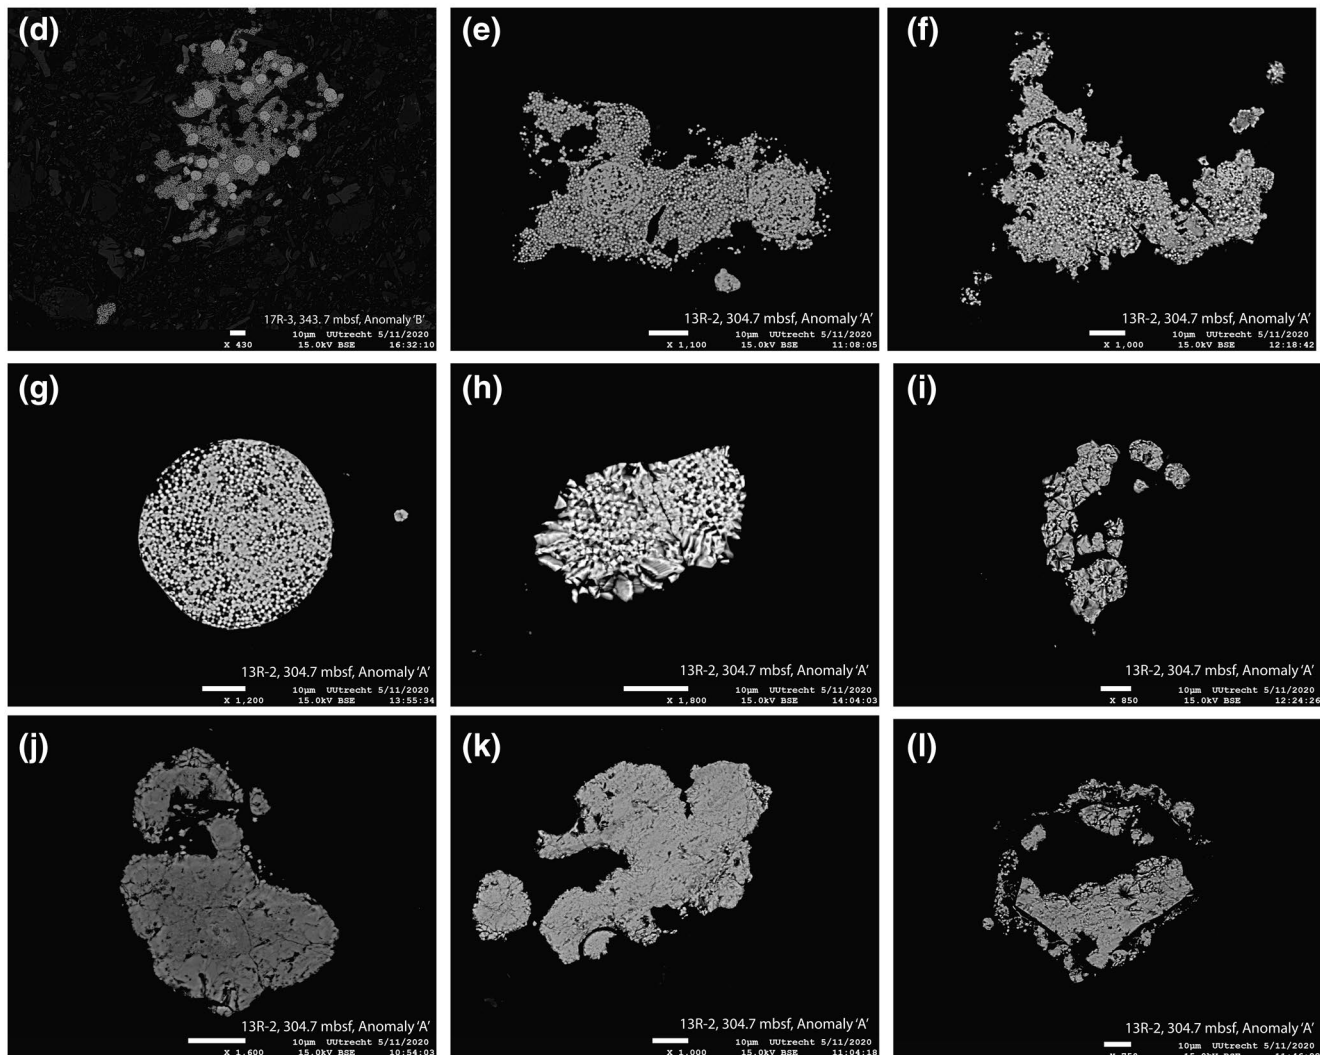 (d)
17R-3, 343. 7 mbsf, Anomaly 'B'
10µm UUtrecht 5/11/2020
X 430 15.0kV BSE 16:32:10
(e)
13R-2, 304.7 mbsf, Anomaly 'A'
10µm UUtrecht 5/11/2020
X 1,100 15.0kV BSE 11:08:05
(f)
13R-2, 304.7 mbsf, Anomaly 'A'
10µm UUtrecht 5/11/2020
X 1,000 15.0kV BSE 12:18:42
(g)
13R-2, 304.7 mbsf, Anomaly 'A'
10µm UUtrecht 5/11/2020
X 1,200 15.0kV BSE 13:55:34
(h)
13R-2, 304.7 mbsf, Anomaly 'A'
10µm UUtrecht 5/11/2020
X 1,800 15.0kV BSE 14:04:03
(i)
13R-2, 304.7 mbsf, Anomaly 'A'
10µm UUtrecht 5/11/2020
X 850 15.0kV BSE 12:24:26
(j)
13R-2, 304.7 mbsf, Anomaly 'A'
10µm UUtrecht 5/11/2020
X 1,600 15.0kV BSE 10:54:03
(k)
13R-2, 304.7 mbsf, Anomaly 'A'
10µm UUtrecht 5/11/2020
X 1,000 15.0kV BSE 11:04:18
(l)
13R-2, 304.7 mbsf, Anomaly 'A'
10µm UUtrecht 5/11/2020
15.0kV BSE